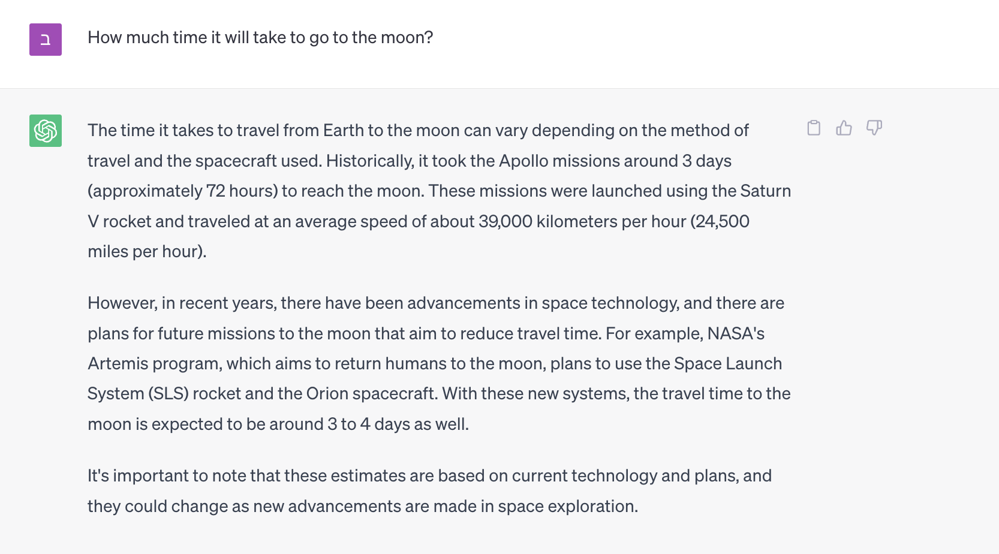 ב
How much time it will take to go to the moon?
The time it takes to travel from Earth to the moon can vary depending on the method of
travel and the spacecraft used. Historically, it took the Apollo missions around 3 days
(approximately 72 hours) to reach the moon. These missions were launched using the Saturn
V rocket and traveled at an average speed of about 39,000 kilometers per hour (24,500
miles per hour).
However, in recent years, there have been advancements in space technology, and there are
plans for future missions to the moon that aim to reduce travel time. For example, NASA's
Artemis program, which aims to return humans to the moon, plans to use the Space Launch
System (SLS) rocket and the Orion spacecraft. With these new systems, the travel time to the
moon is expected to be around 3 to 4 days as well.
It's important to note that these estimates are based on current technology and plans, and
they could change as new advancements are made in space exploration.